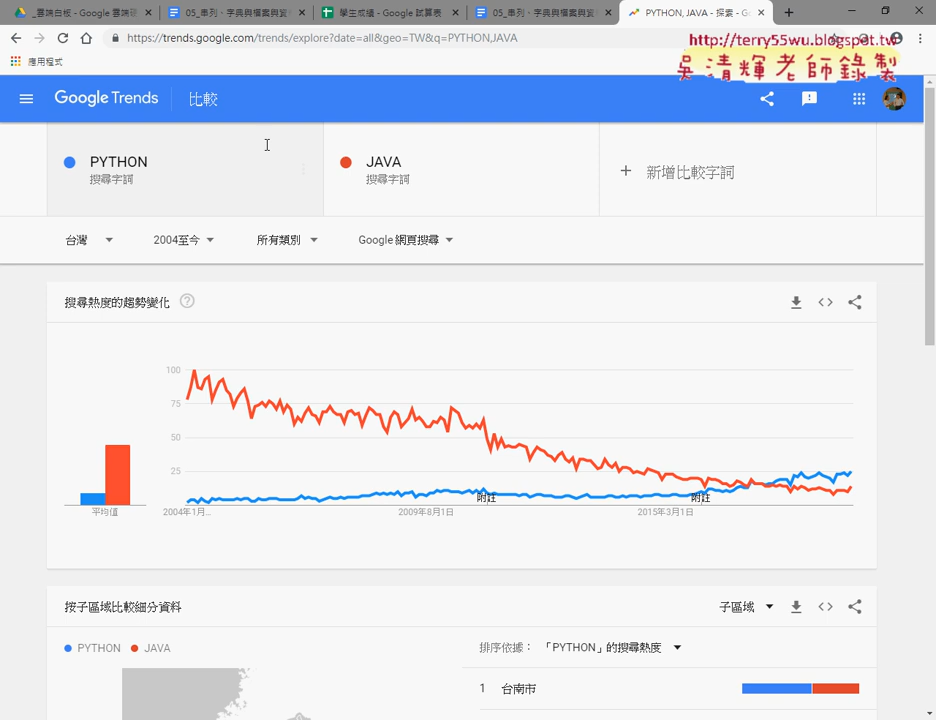 _雲端白板 - Google 雲端硬
05_串列、字典與檔案與資料
學生成績 - Google 試算表
05_串列、字典與檔案與資料
PYTHON, JAVA - 探索 - Go
https://trends.google.com/trends/explore?date=all&geo=TW&q=PYTHON,JAVA
http://terry55wu.blogspot.tw
應用程式
吳清輝老師錄製
Google Trends
比較
PYTHON
搜尋字詞
JAVA
搜尋字詞
+ 新增比較字詞
台灣
2004至今
所有類別
Google 網頁搜尋
搜尋熱度的趨勢變化
100
75
50
25
附註
附註
平均值
2004年1月...
2009年8月1日
2015年3月1日
按子區域比較細分資料
子區域
PYTHON
JAVA
排序依據： 「PYTHON」的搜尋熱度
1 台南市